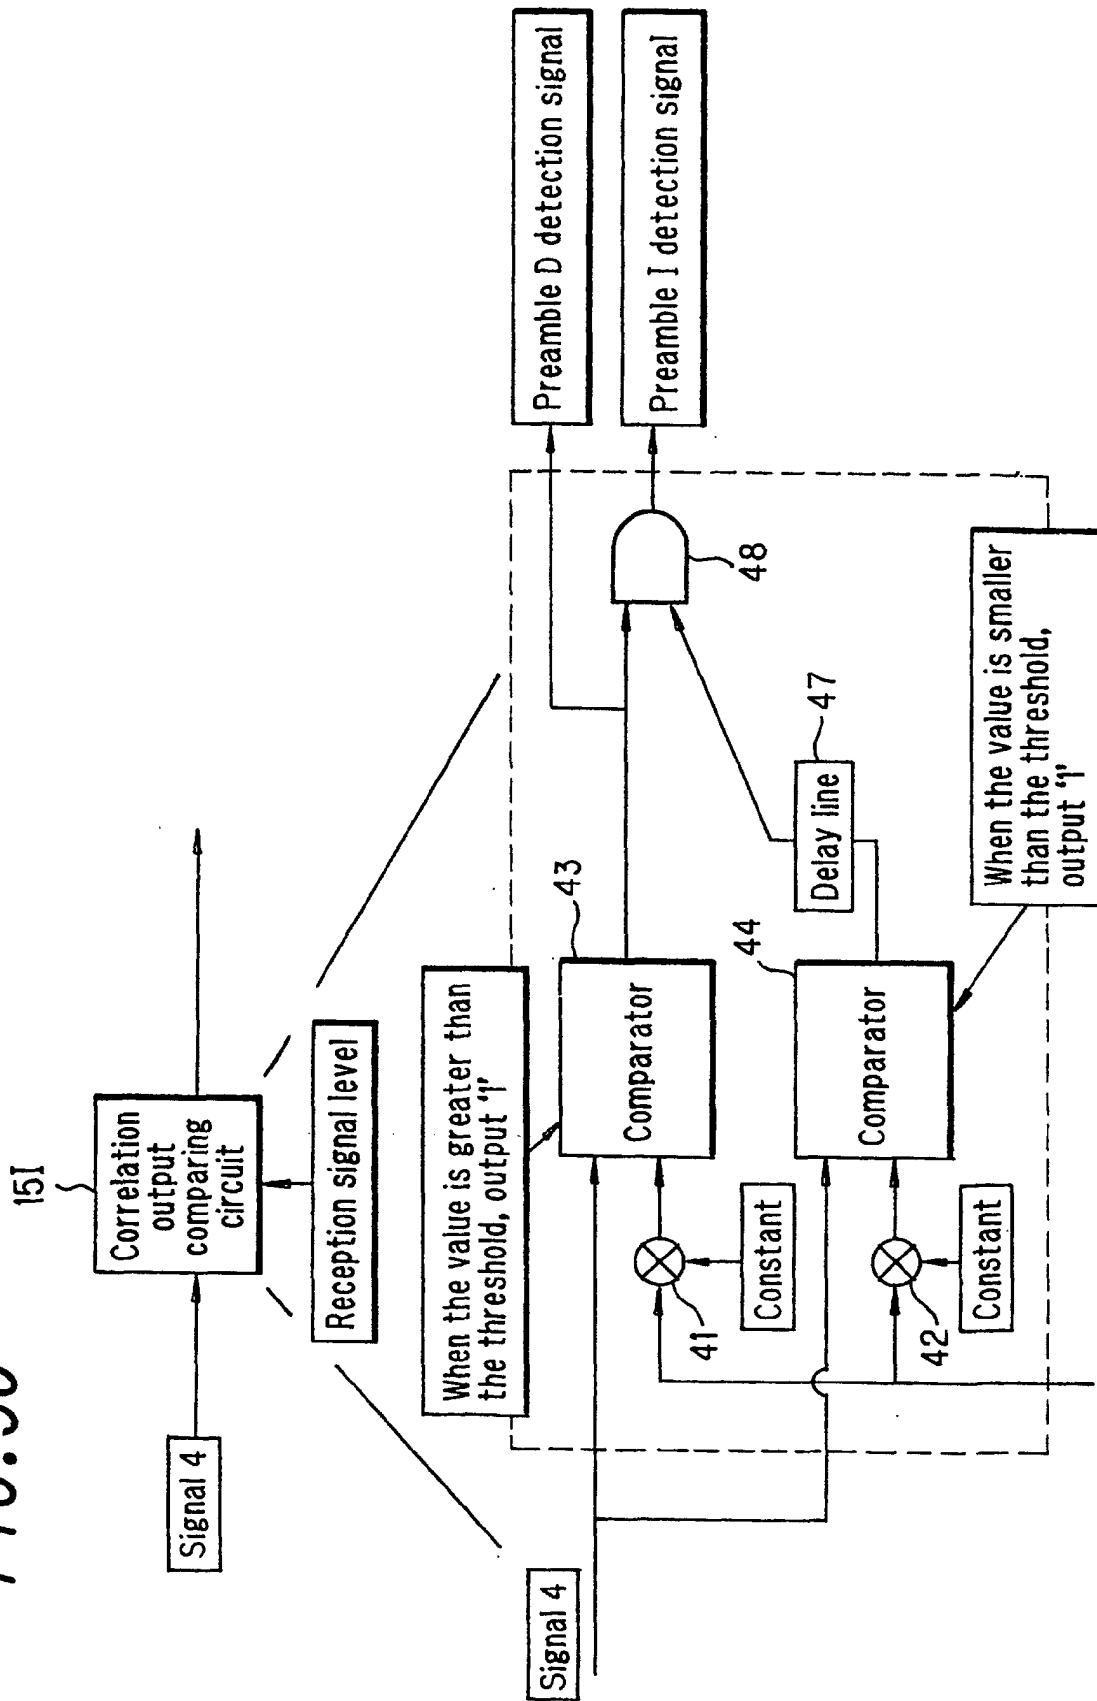 15I
Signal 4
Correlation
output
comparing
circuit
Reception signal level
Signal 4
When the value is greater than
the threshold, output '1'
Comparator
43
41
Constant
44
Comparator
42
Constant
Delay line
47
48
When the value is smaller
than the threshold,
output '1'
Preamble D detection signal
Preamble I detection signal